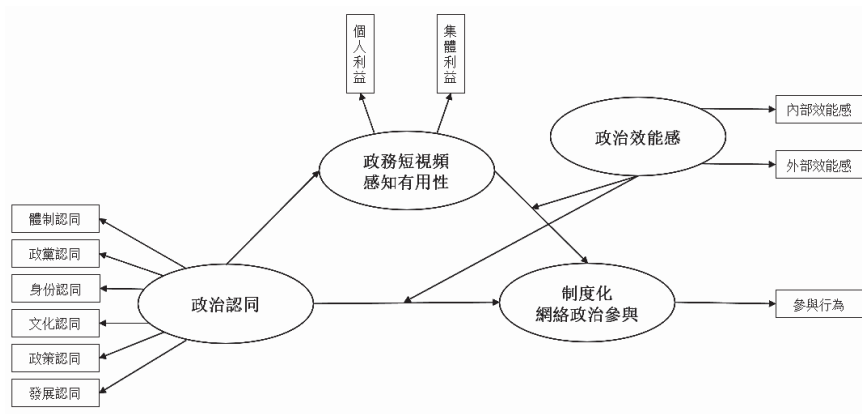 個人利益
集體利益
政務短視頻
感知有用性
政治效能感
內部效能感
外部效能感
體制認同
政黨認同
身份認同
文化認同
政策認同
發展認同
政治認同
制度化
網絡政治參與
參與行為